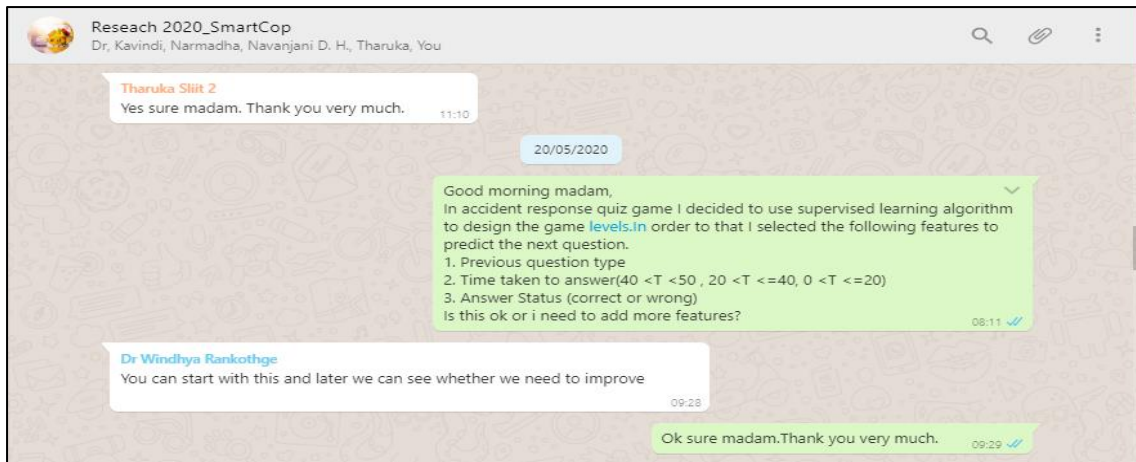 Reseach 2020_SmartCop
Dr, Kavindi, Narmadha, Navanjani D. H., Tharuka, You
Tharuka Sliit 2
Yes sure madam. Thank you very much.
11:10
20/05/2020
Good morning madam,
In accident response quiz game I decided to use supervised learning algorithm
to design the game levels.In order to that I selected the following features to
predict the next question.
1. Previous question type
2. Time taken to answer(40 <T <50 , 20 <T <=40, 0 <T <=20)
3. Answer Status (correct or wrong)
Is this ok or i need to add more features?
08:11
Dr Windhya Rankothge
You can start with this and later we can see whether we need to improve
09:28
Ok sure madam.Thank you very much.
09:29